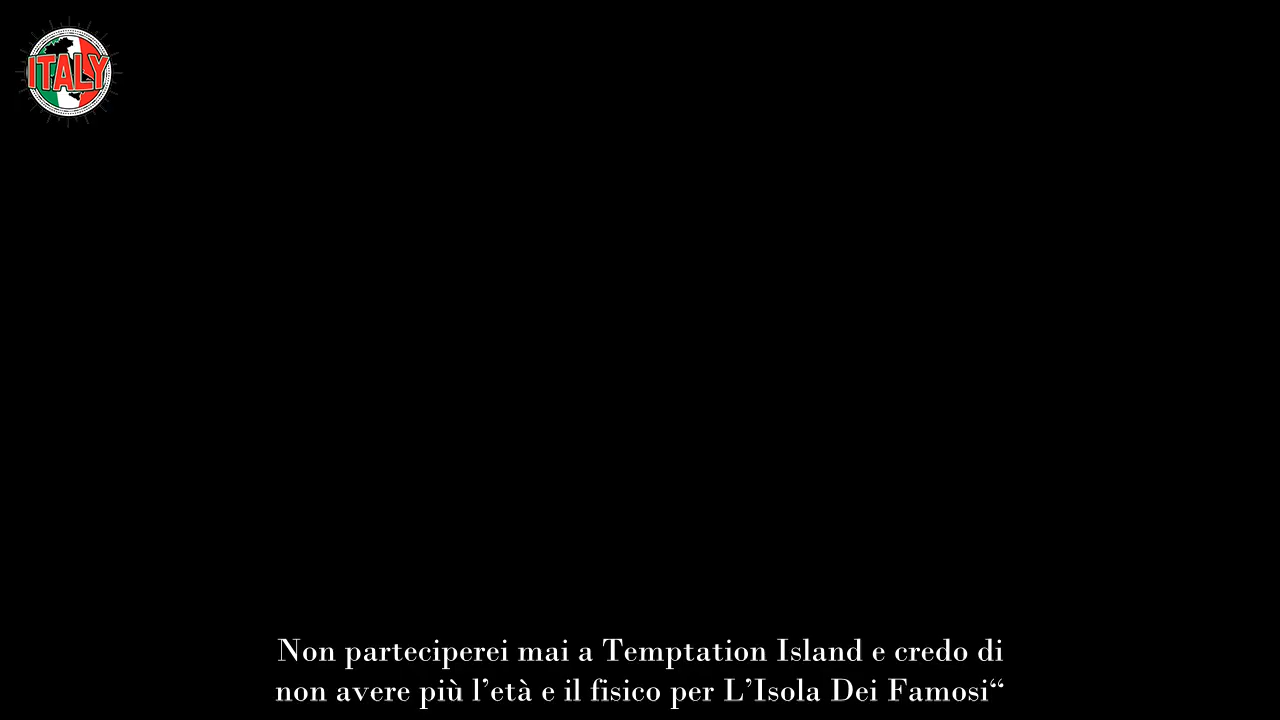 ITALY
Non parteciperei mai a Temptation Island e credo di
non avere più l’età e il fisico per L’Isola Dei Famosi“